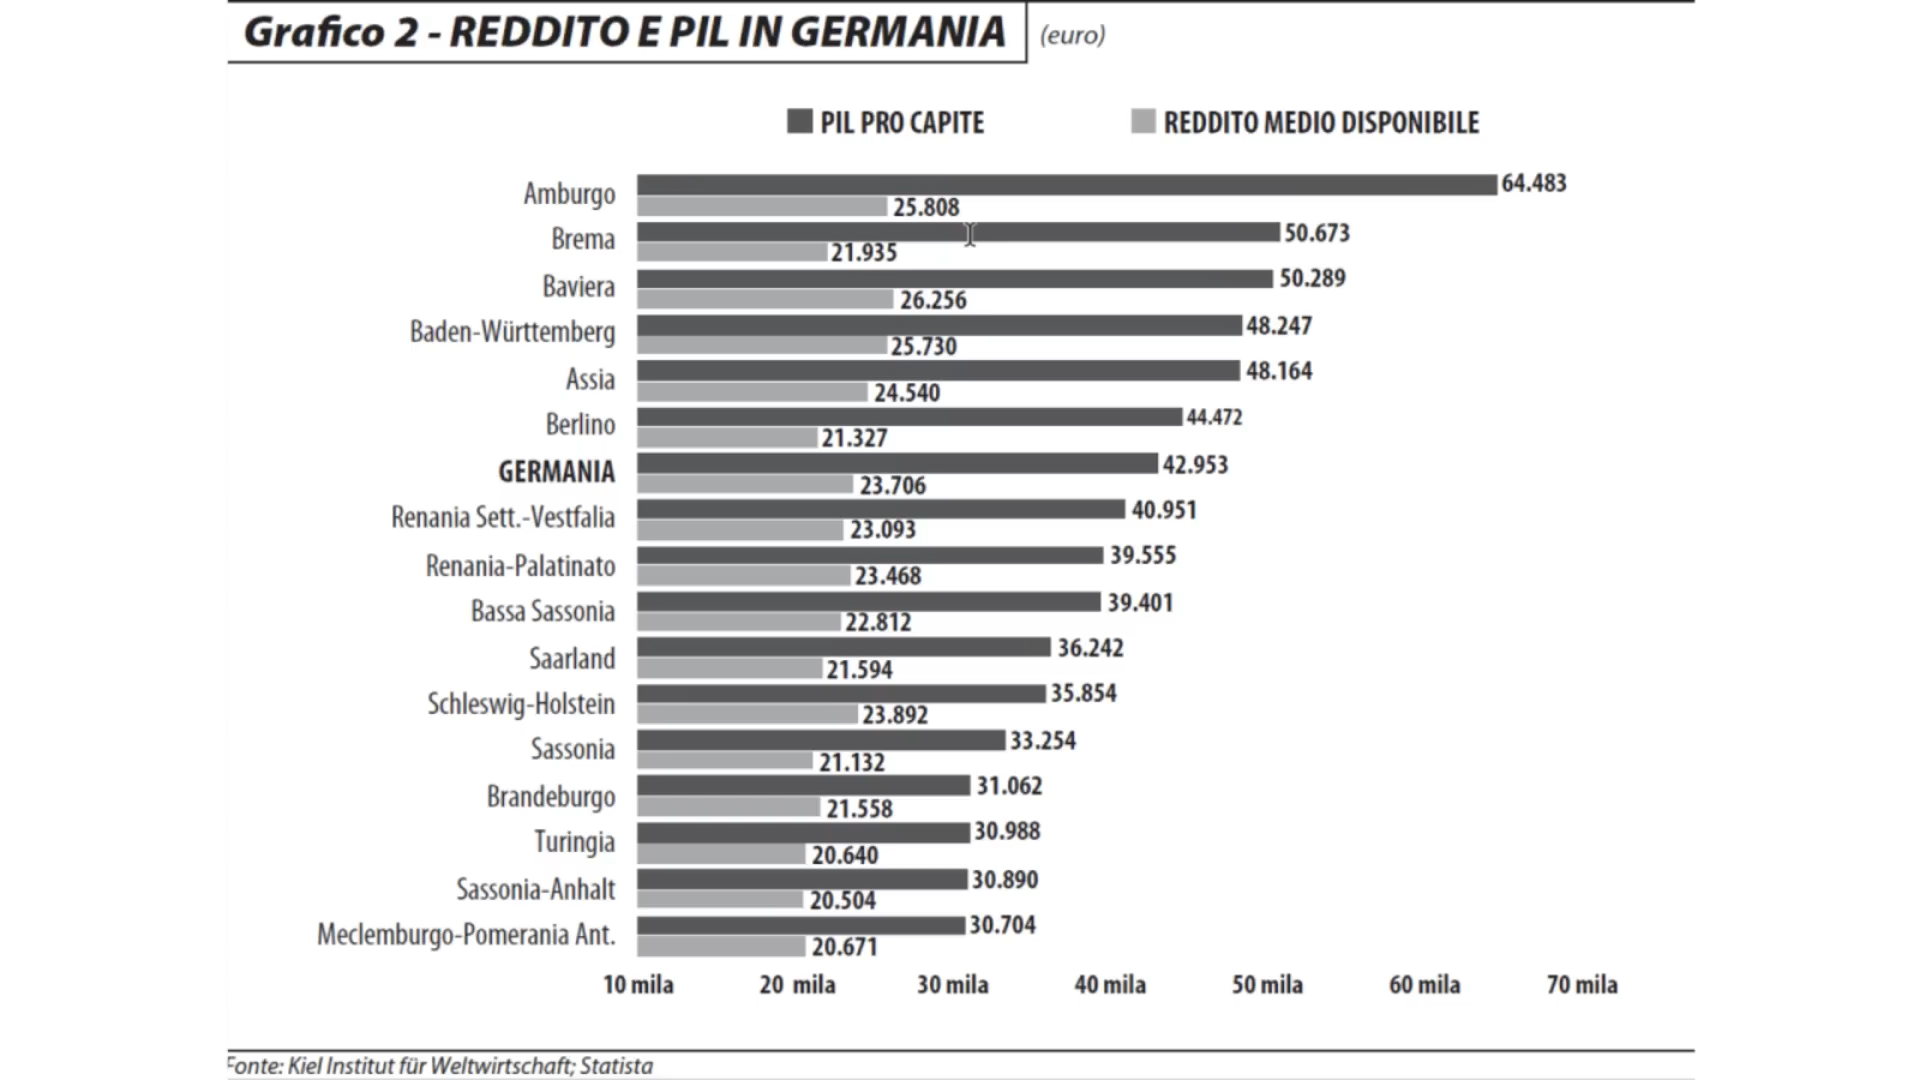 Grafico 2 - REDDITO E PIL IN GERMANIA (euro)
PIL PRO CAPITE REDDITO MEDIO DISPONIBILE
Amburgo 64.483
25.808
Brema 50.673
21.935
Baviera 50.289
26.256
Baden-Württemberg 48.247
25.730
Assia 48.164
24.540
Berlino 44.472
21.327
GERMANIA 42.953
23.706
Renania Sett.-Vestfalia 40.951
23.093
Renania-Palatinato 39.555
23.468
Bassa Sassonia 39.401
22.812
Saarland 36.242
21.594
Schleswig-Holstein 35.854
23.892
Sassonia 33.254
21.132
Brandeburgo 31.062
21.558
Turingia 30.988
20.640
Sassonia-Anhalt 30.890
20.504
Meclemburgo-Pomerania Ant. 30.704
20.671
10 mila 20 mila 30 mila 40 mila 50 mila 60 mila 70 mila
Fonte: Kiel Institut für Weltwirtschaft; Statista